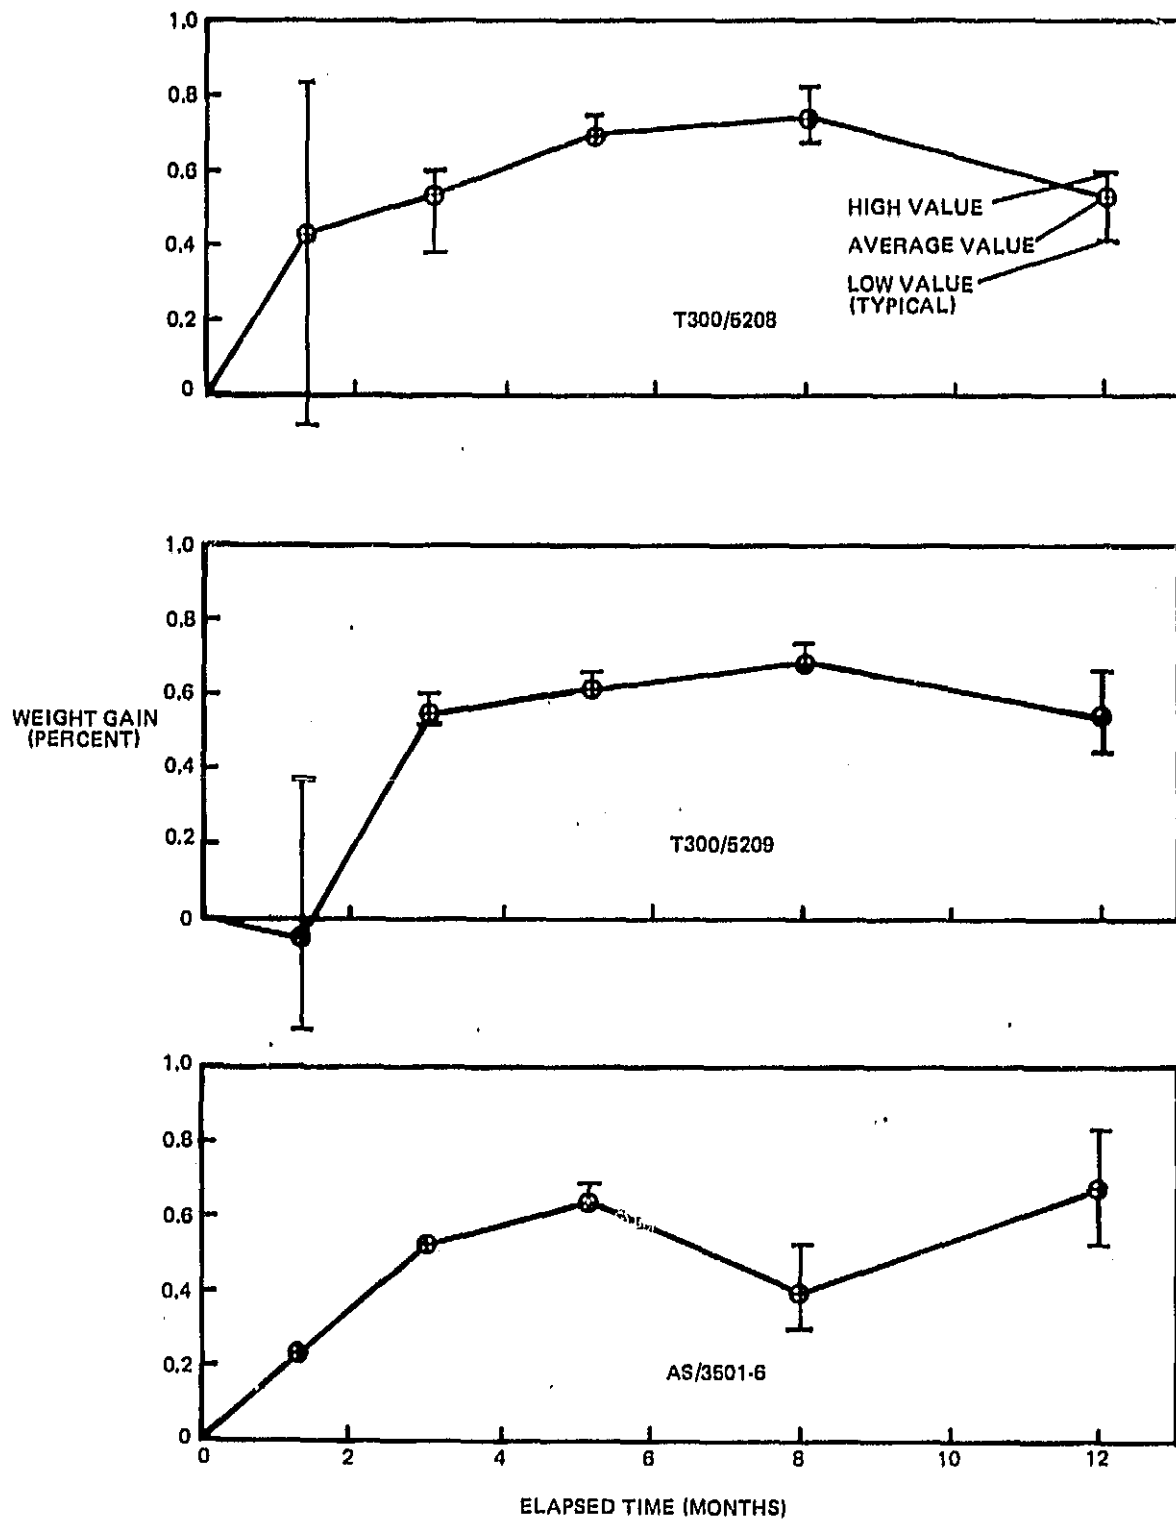 1.0
0.8
0.6
0.4
0.2
0
HIGH VALUE
AVERAGE VALUE
LOW VALUE
(TYPICAL)
T300/5208
1.0
0.8
0.6
0.4
0.2
0
WEIGHT GAIN
(PERCENT)
T300/5209
1.0
0.8
0.6
0.4
0.2
0
AS/3501-6
0 2 4 6 8 10 12
ELAPSED TIME (MONTHS)